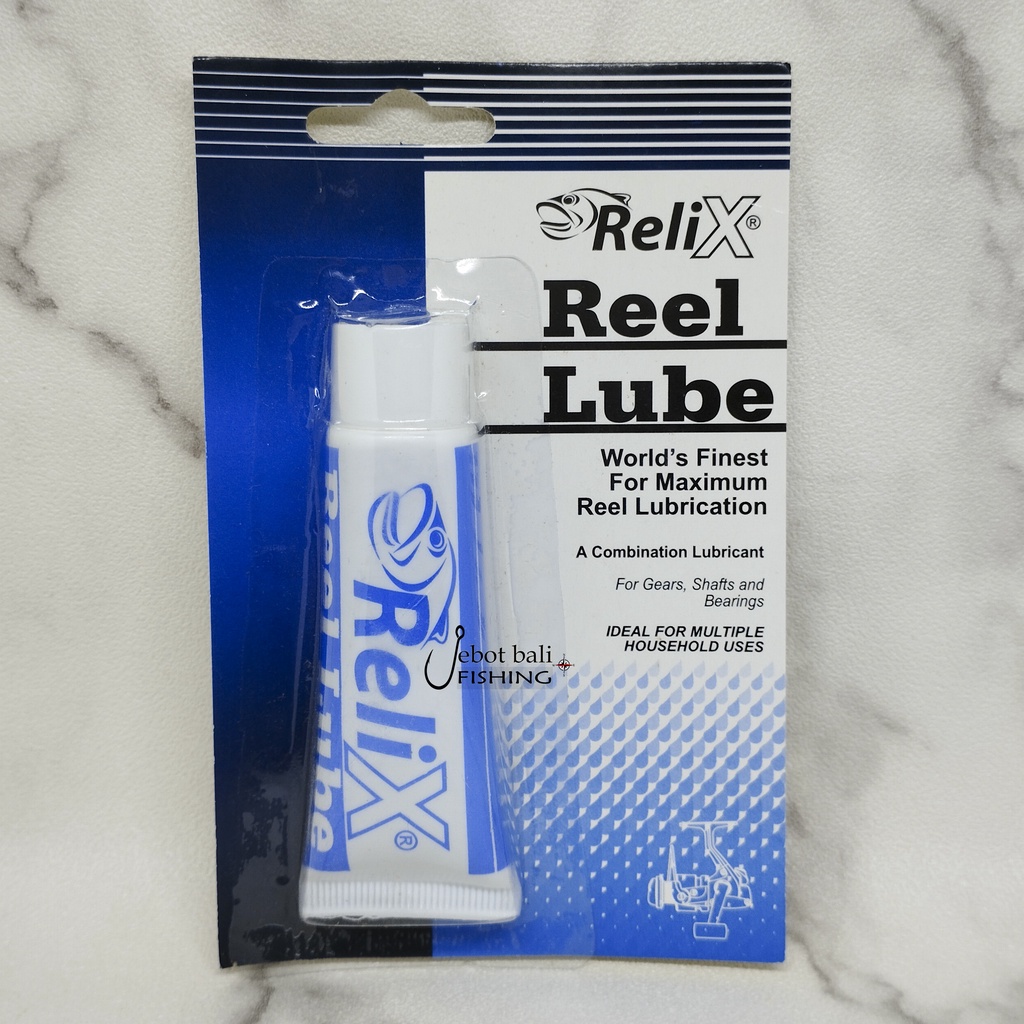 ReliX®
Reel
Lube
World's Finest
For Maximum
Reel Lubrication
A Combination Lubricant
For Gears, Shafts and
Bearings
IDEAL FOR MULTIPLE
HOUSEHOLD USES
ReliX®
Reel Lube
Jebot bali
FISHING